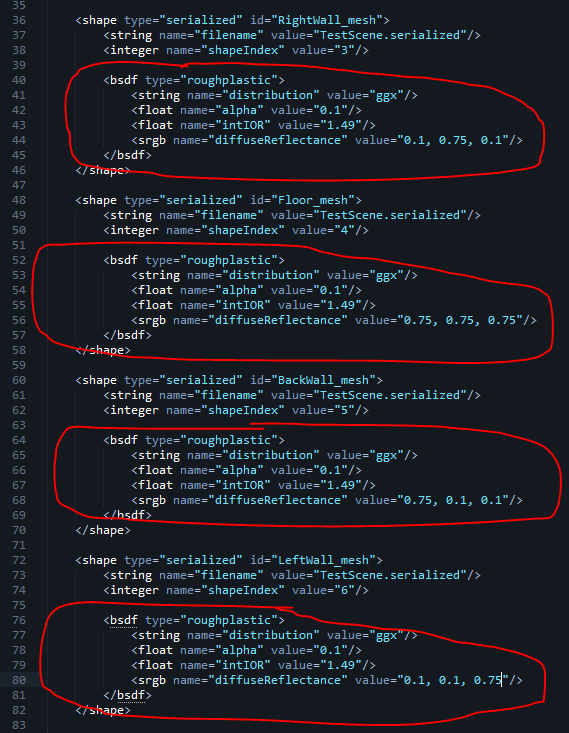 35
36 <shape type="serialized" id="RightWall_mesh">
37 <string name="filename" value="TestScene.serialized"/>
38 <integer name="shapeIndex" value="3"/>
39
40 <bsdf type="roughplastic">
41 <string name="distribution" value="ggx"/>
42 <float name="alpha" value="0.1"/>
43 <float name="intIOR" value="1.49"/>
44 <srgb name="diffuseReflectance" value="0.1, 0.75, 0.1"/>
45 </bsdf>
46 </shape>
47
48 <shape type="serialized" id="Floor_mesh">
49 <string name="filename" value="TestScene.serialized"/>
50 <integer name="shapeIndex" value="4"/>
51
52 <bsdf type="roughplastic">
53 <string name="distribution" value="ggx"/>
54 <float name="alpha" value="0.1"/>
55 <float name="intIOR" value="1.49"/>
56 <srgb name="diffuseReflectance" value="0.75, 0.75, 0.75"/>
57 </bsdf>
58 </shape>
59
60 <shape type="serialized" id="BackWall_mesh">
61 <string name="filename" value="TestScene.serialized"/>
62 <integer name="shapeIndex" value="5"/>
63
64 <bsdf type="roughplastic">
65 <string name="distribution" value="ggx"/>
66 <float name="alpha" value="0.1"/>
67 <float name="intIOR" value="1.49"/>
68 <srgb name="diffuseReflectance" value="0.75, 0.1, 0.1"/>
69 </bsdf>
70 </shape>
71
72 <shape type="serialized" id="LeftWall_mesh">
73 <string name="filename" value="TestScene.serialized"/>
74 <integer name="shapeIndex" value="6"/>
75
76 <bsdf type="roughplastic">
77 <string name="distribution" value="ggx"/>
78 <float name="alpha" value="0.1"/>
79 <float name="intIOR" value="1.49"/>
80 <srgb name="diffuseReflectance" value="0.1, 0.1, 0.75"/>
81 </bsdf>
82 </shape>
83